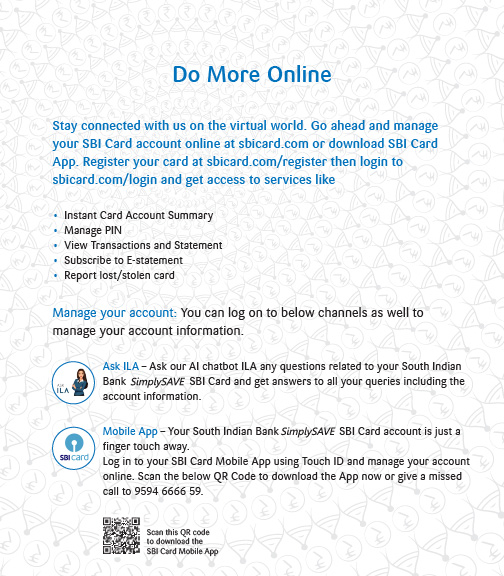 Do More Online
Stay connected with us on the virtual world. Go ahead and manage
your SBI Card account online at sbicard.com or download SBI Card
App. Register your card at sbicard.com/register then login to
sbicard.com/login and get access to services like
• Instant Card Account Summary
• Manage PIN
• View Transactions and Statement
• Subscribe to E-statement
• Report lost/stolen card
Manage your account: You can log on to below channels as well to
manage your account information.
ASK
ILA
Ask ILA – Ask our AI chatbot ILA any questions related to your South Indian
Bank SimplySAVE SBI Card and get answers to all your queries including the
account information.
SBI card
Mobile App – Your South Indian Bank SimplySAVE SBI Card account is just a
finger touch away.
Log in to your SBI Card Mobile App using Touch ID and manage your account
online. Scan the below QR Code to download the App now or give a missed
call to 9594 6666 59.
Scan this QR code
to download the
SBI Card Mobile App